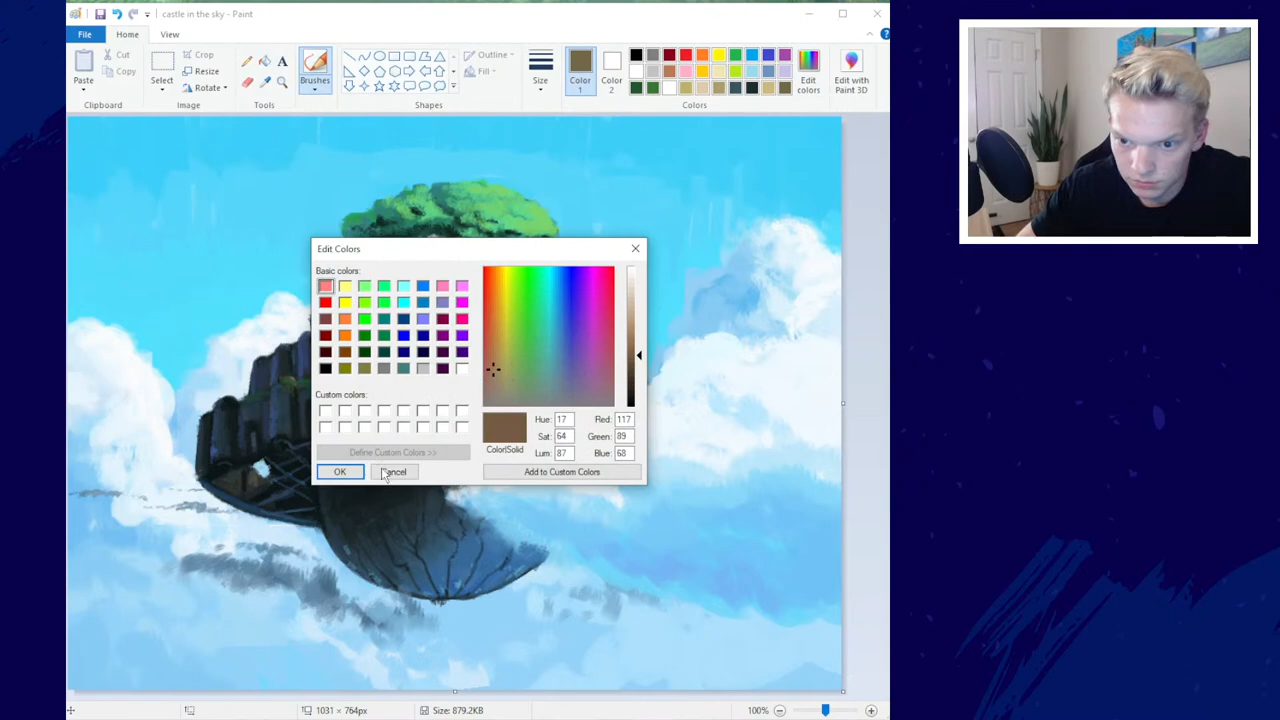 castle in the sky - Paint
File Home View
Paste
Cut
Copy
Clipboard
Select
Crop
Resize
Rotate
Image
Tools
Brushes
Shapes
Outline
Fill
Size
Color 1
Color 2
Edit colors
Colors
Edit with Paint 3D
Edit Colors
Basic colors:
Custom colors:
Define Custom Colors >>
OK
Color|Solid
Hue: 17
Sat: 64
Lum: 87
Red: 117
Green: 89
Blue: 68
Add to Custom Colors
1031 × 764px
Size: 879.2KB
100%